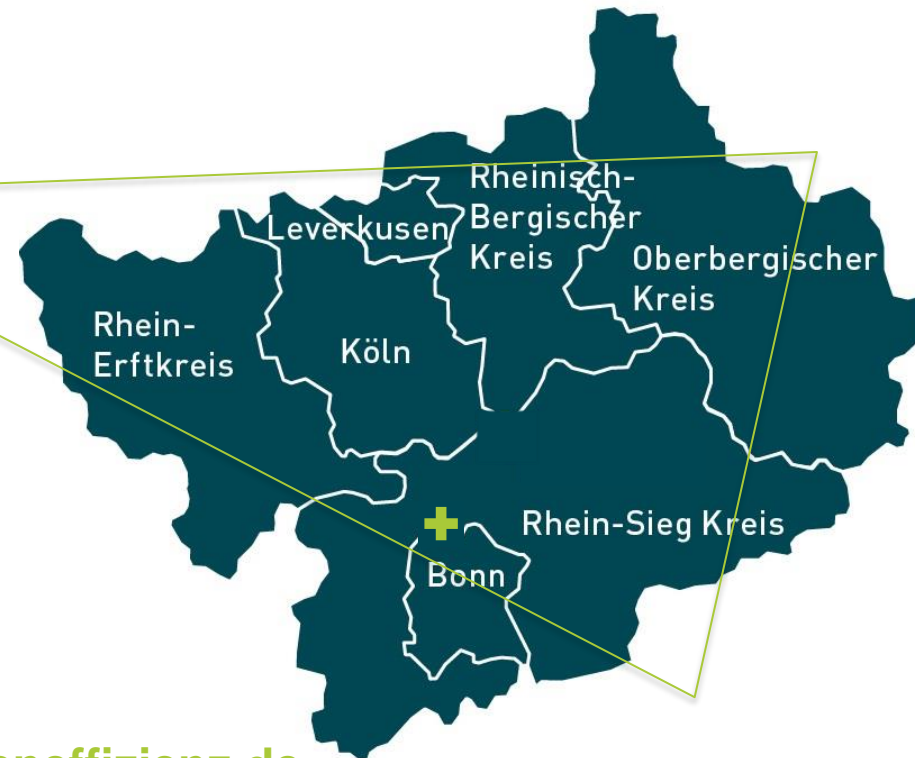 Rheinisch-
Bergischer
Kreis
Leverkusen
Oberbergischer
Kreis
Rhein-
Erftkreis
Köln
Rhein-Sieg Kreis
Bonn